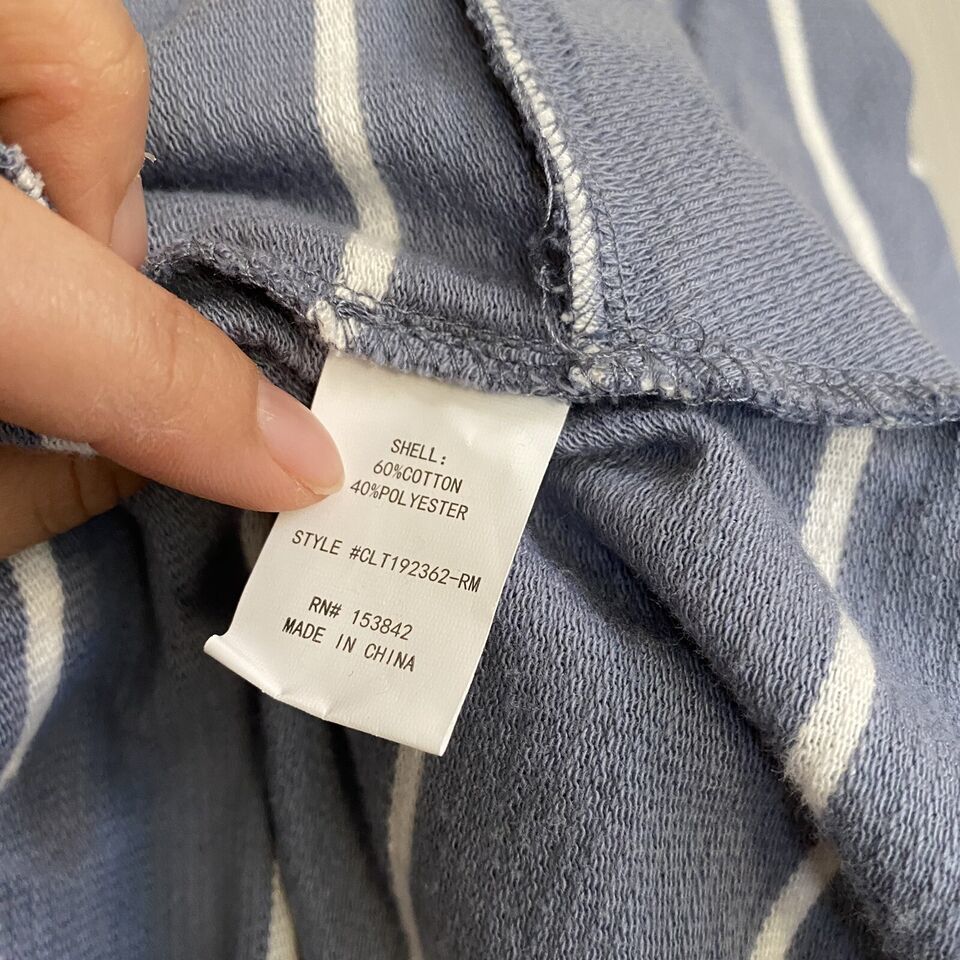 SHELL:
60%COTTON
40%POLYESTER
STYLE #CLT192362-RM
RN# 153842
MADE IN CHINA